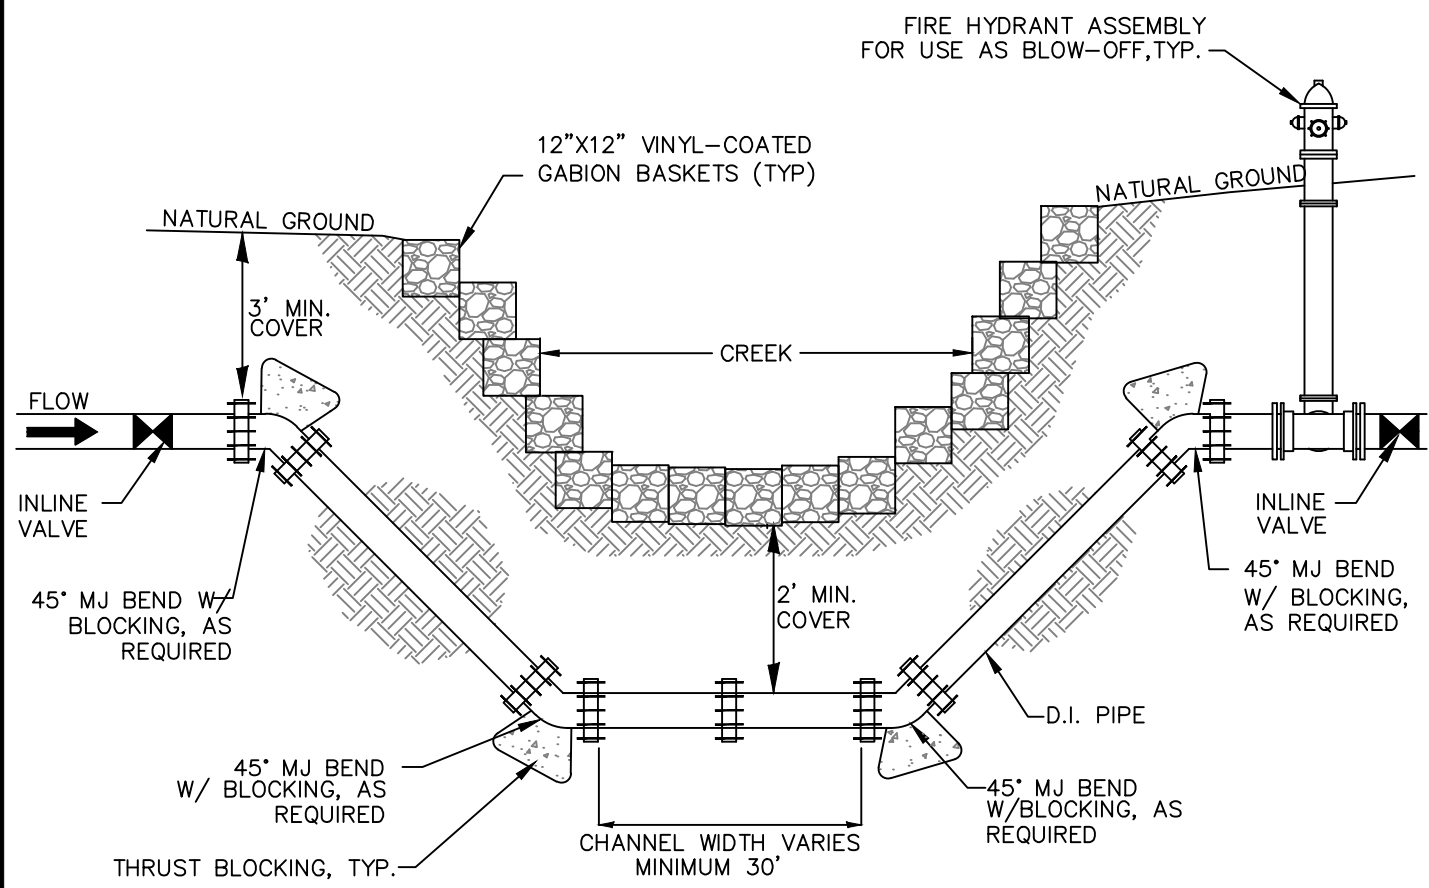 FIRE HYDRANT ASSEMBLY
FOR USE AS BLOW-OFF,TYP.
12"X12" VINYL-COATED
GABION BASKETS (TYP)
NATURAL GROUND
NATURAL GROUND
3' MIN.
COVER
CREEK
FLOW
INLINE
VALVE
INLINE
VALVE
45° MJ BEND W/
BLOCKING, AS
REQUIRED
2' MIN.
COVER
45° MJ BEND
W/ BLOCKING,
AS REQUIRED
D.I. PIPE
45° MJ BEND
W/ BLOCKING, AS
REQUIRED
45° MJ BEND
W/BLOCKING, AS
REQUIRED
CHANNEL WIDTH VARIES
MINIMUM 30'
THRUST BLOCKING, TYP.